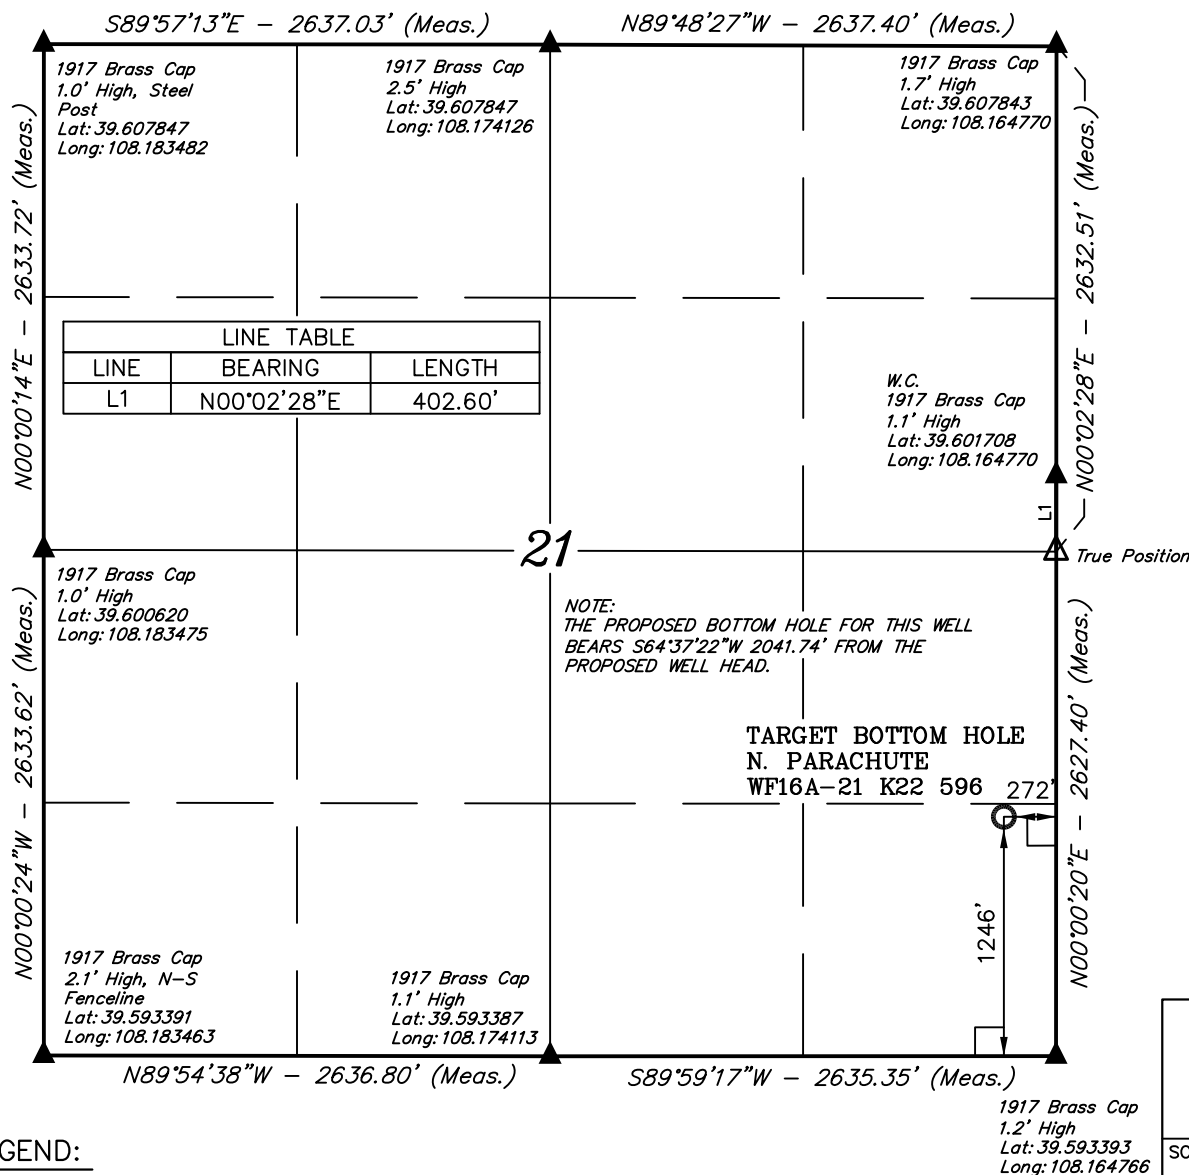 S89°57'13"E - 2637.03' (Meas.)
N89°48'27"W - 2637.40' (Meas.)
1917 Brass Cap
1.0' High, Steel
Post
Lat: 39.607847
Long: 108.183482
1917 Brass Cap
2.5' High
Lat: 39.607847
Long: 108.174126
1917 Brass Cap
1.7' High
Lat: 39.607843
Long: 108.164770
N00°00'14"E - 2633.72' (Meas.)
N00°02'28"E - 2632.51' (Meas.)
LINE TABLE
LINE BEARING LENGTH
L1 N00°02'28"E 402.60'
W.C.
1917 Brass Cap
1.1' High
Lat: 39.601708
Long: 108.164770
L1
21
True Position
1917 Brass Cap
1.0' High
Lat: 39.600620
Long: 108.183475
NOTE:
THE PROPOSED BOTTOM HOLE FOR THIS WELL
BEARS S64°37'22"W 2041.74' FROM THE
PROPOSED WELL HEAD.
N00°00'24"W - 2633.62' (Meas.)
N00°00'20"E - 2627.40' (Meas.)
TARGET BOTTOM HOLE
N. PARACHUTE
WF16A-21 K22 596
272'
1246'
1917 Brass Cap
2.1' High, N-S
Fenceline
Lat: 39.593391
Long: 108.183463
1917 Brass Cap
1.1' High
Lat: 39.593387
Long: 108.174113
N89°54'38"W - 2636.80' (Meas.)
S89°59'17"W - 2635.35' (Meas.)
1917 Brass Cap
1.2' High
Lat: 39.593393
Long: 108.164766
GEND:
SC